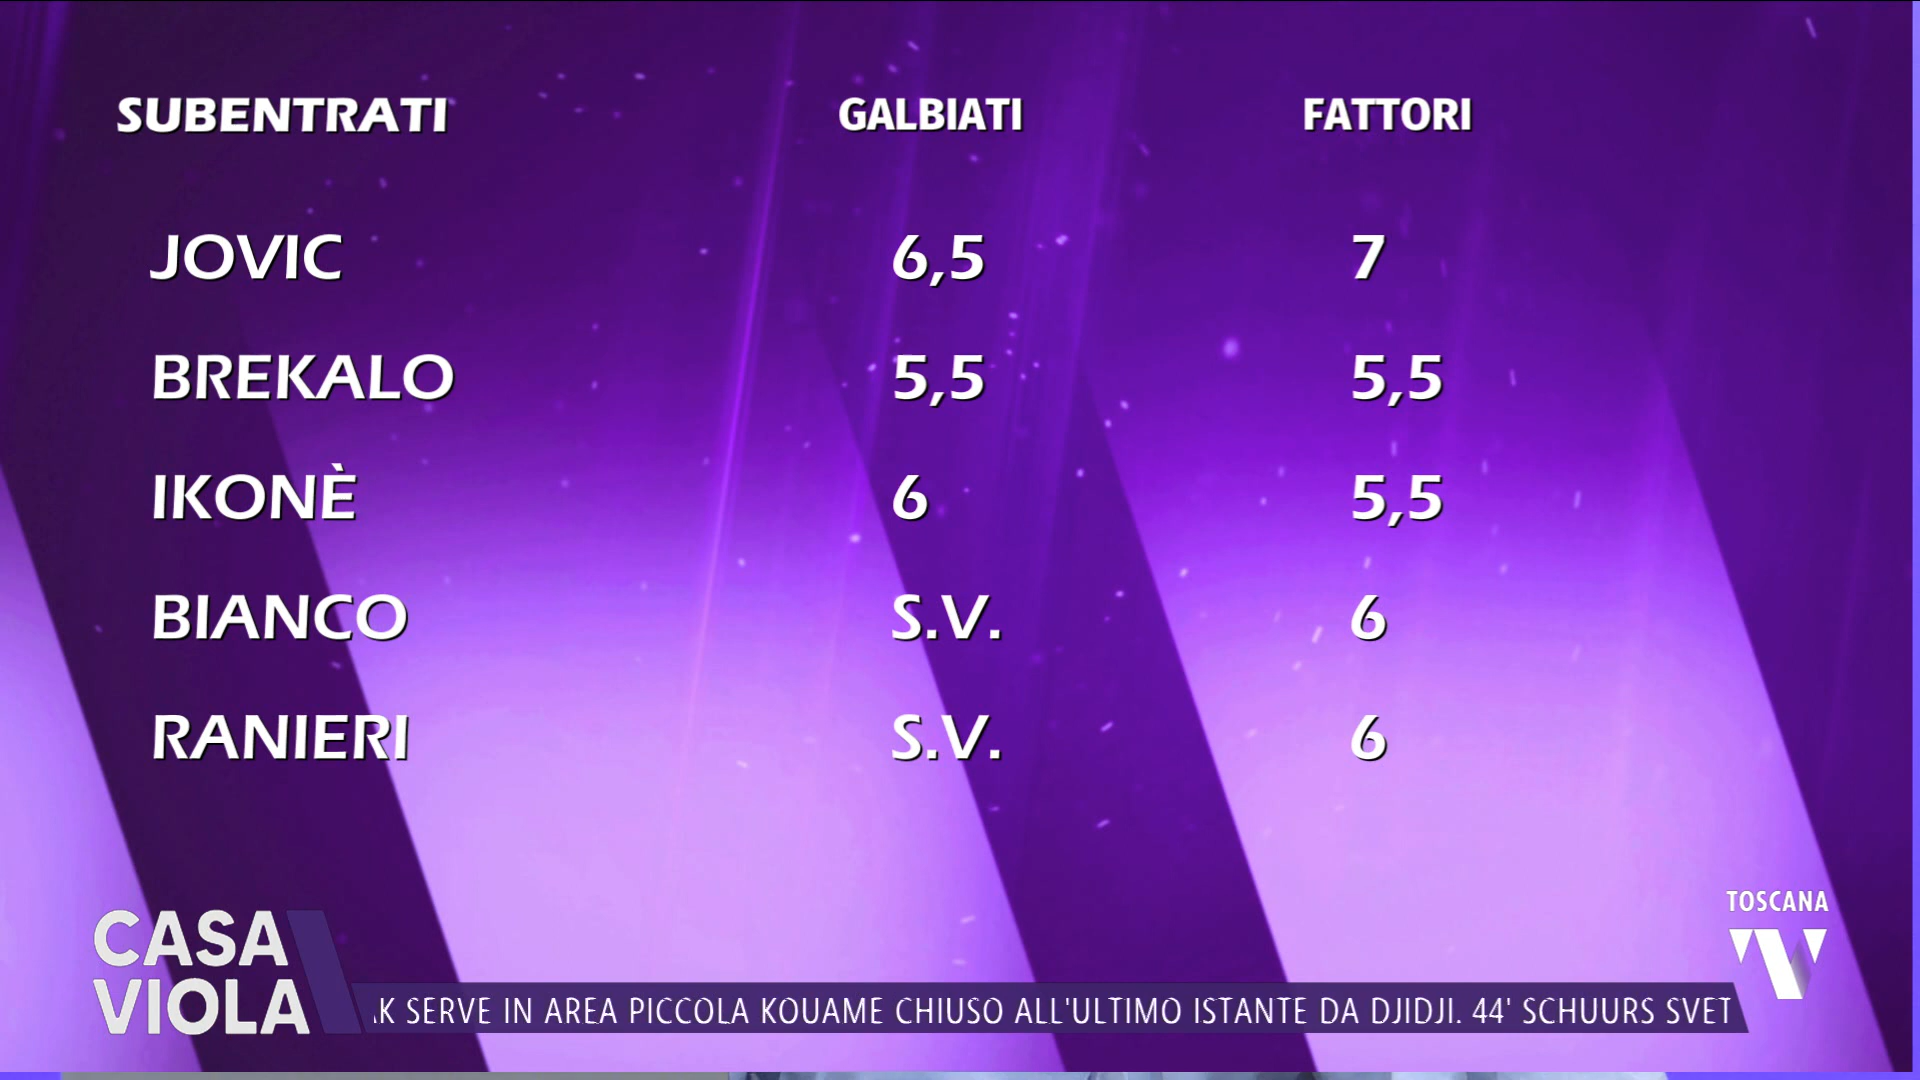 SUBENTRATI GALBIATI FATTORI
JOVIC 6,5 7
BREKALO 5,5 5,5
IKONÈ 6 5,5
BIANCO S.V. 6
RANIERI S.V. 6
TOSCANA
TV
CASA
VIOLA
K SERVE IN AREA PICCOLA KOUAME CHIUSO ALL'ULTIMO ISTANTE DA DJIDJI. 44' SCHUURS SVET